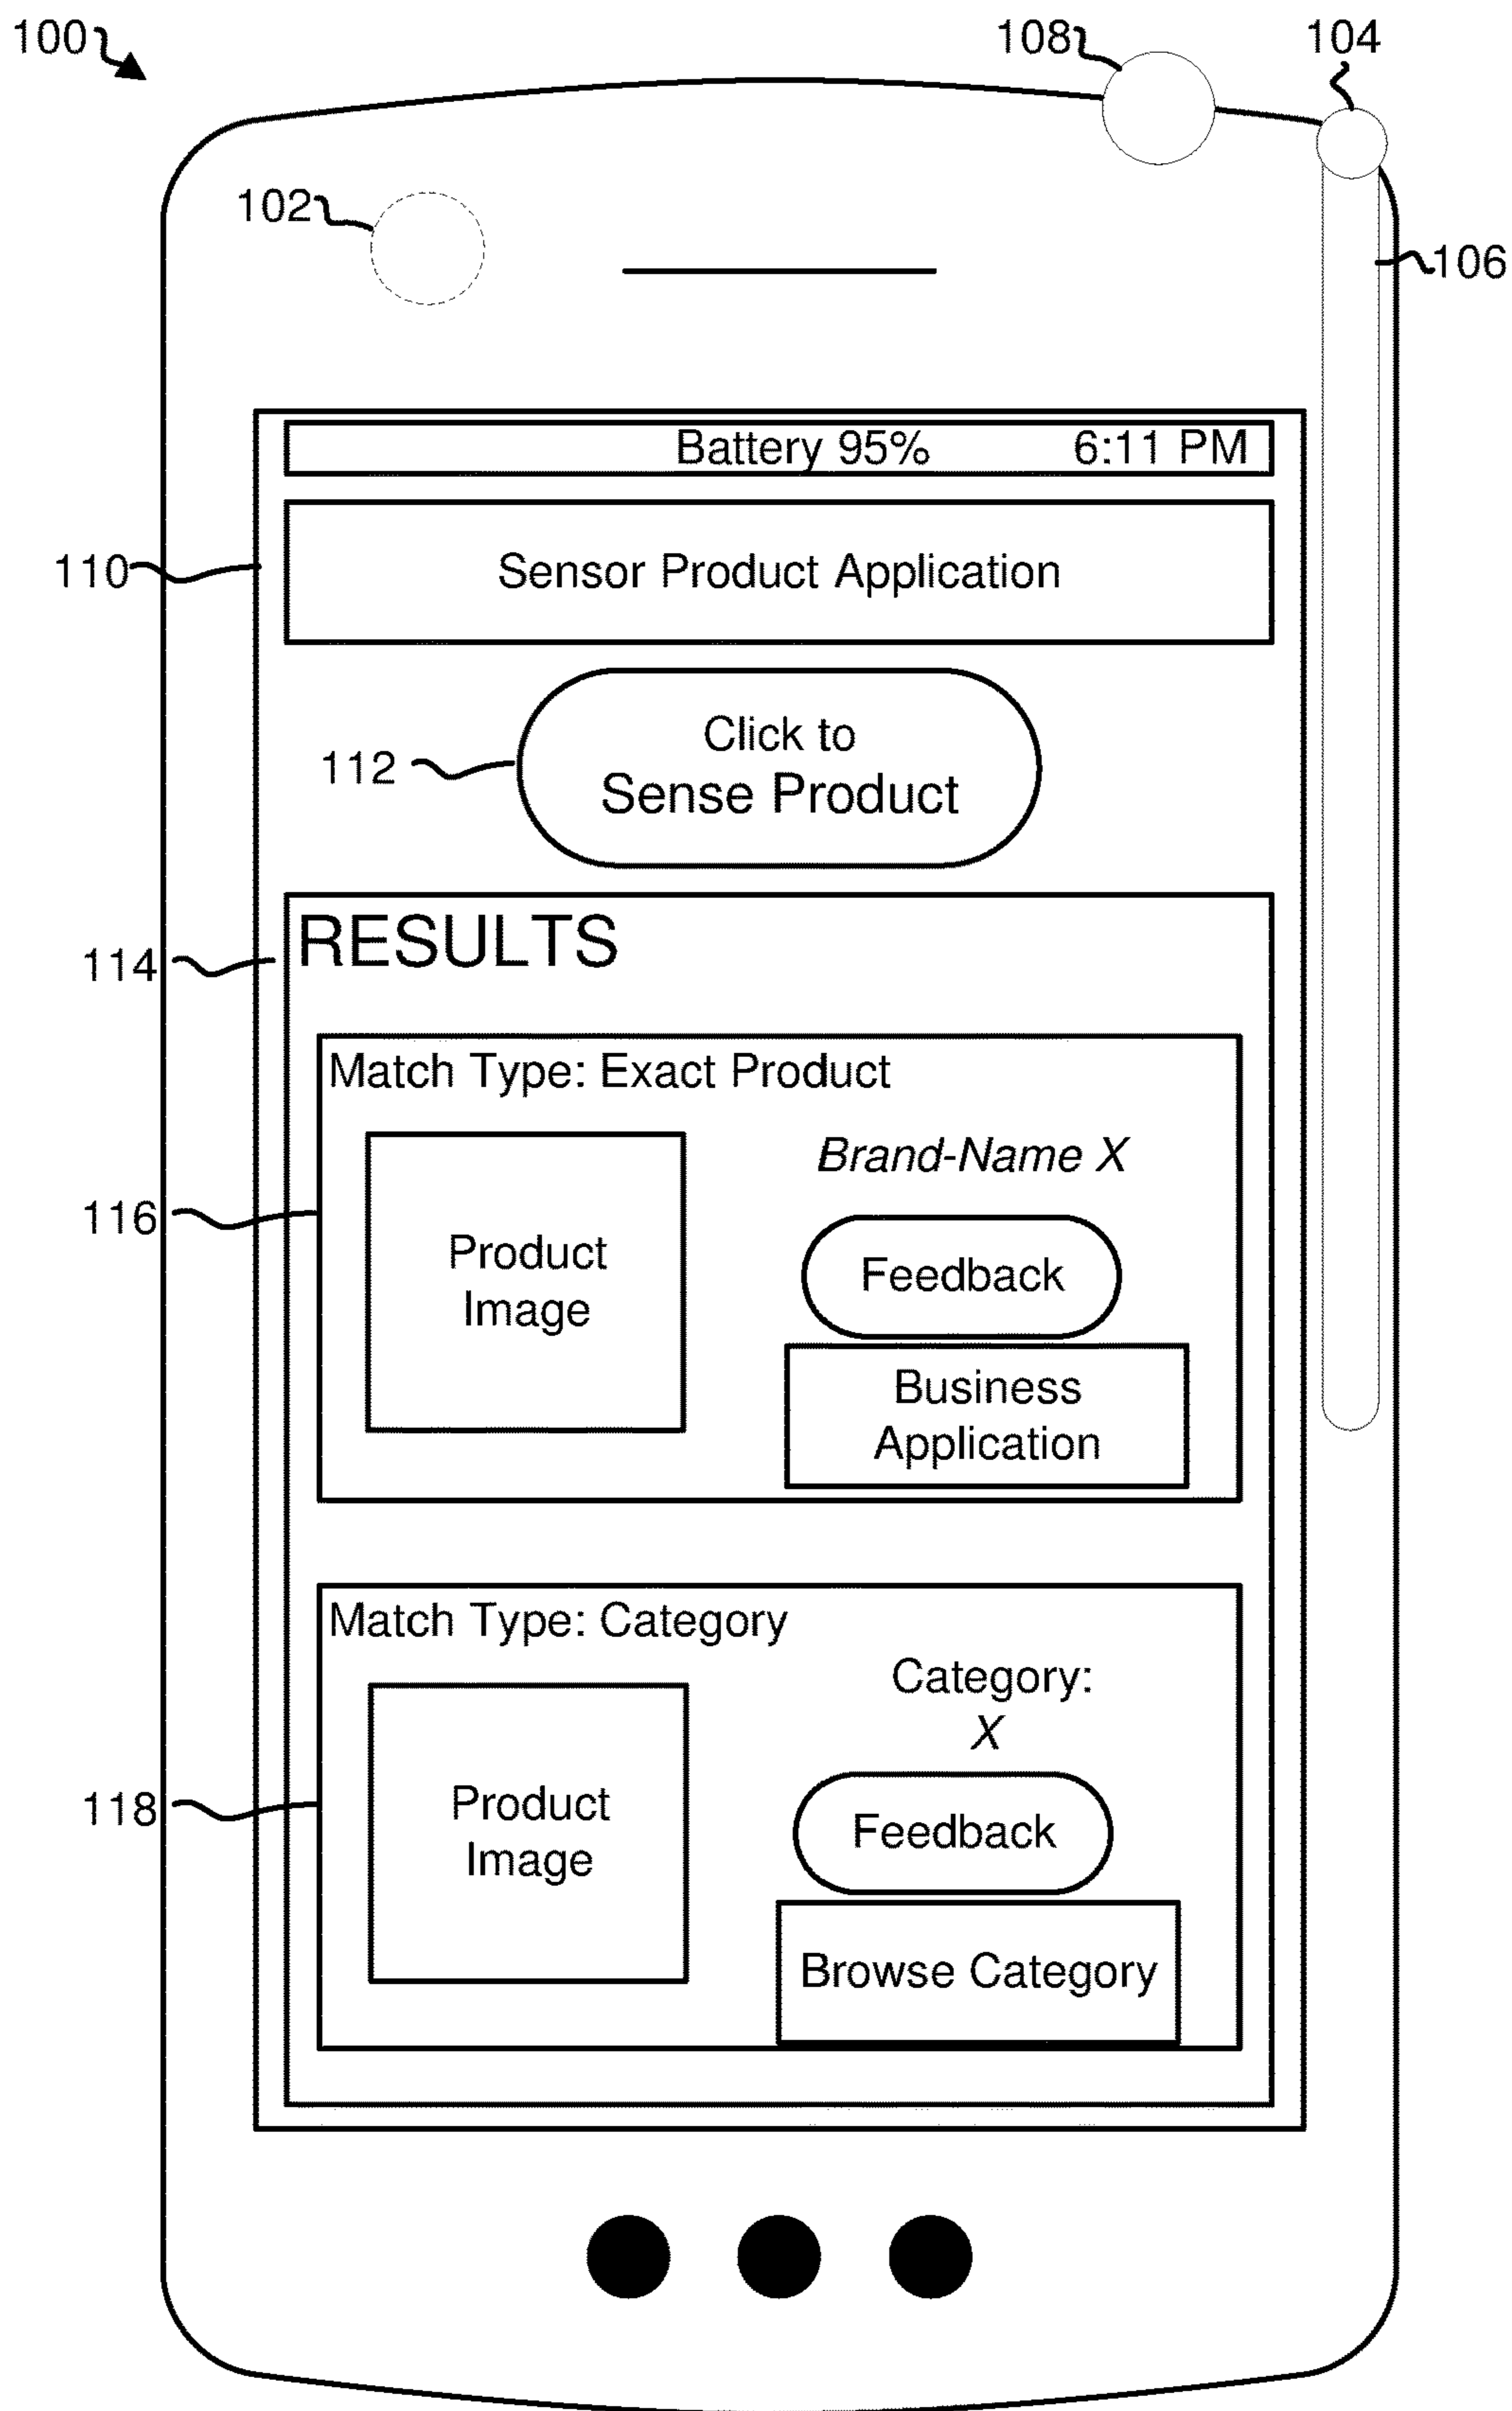 100
108
104
102
106
Battery 95% 6:11 PM
110
Sensor Product Application
Click to
112
Sense Product
RESULTS
114
Match Type: Exact Product
Brand-Name X
116
Product
Image
Feedback
Business
Application
Match Type: Category
Category:
X
118
Product
Image
Feedback
Browse Category